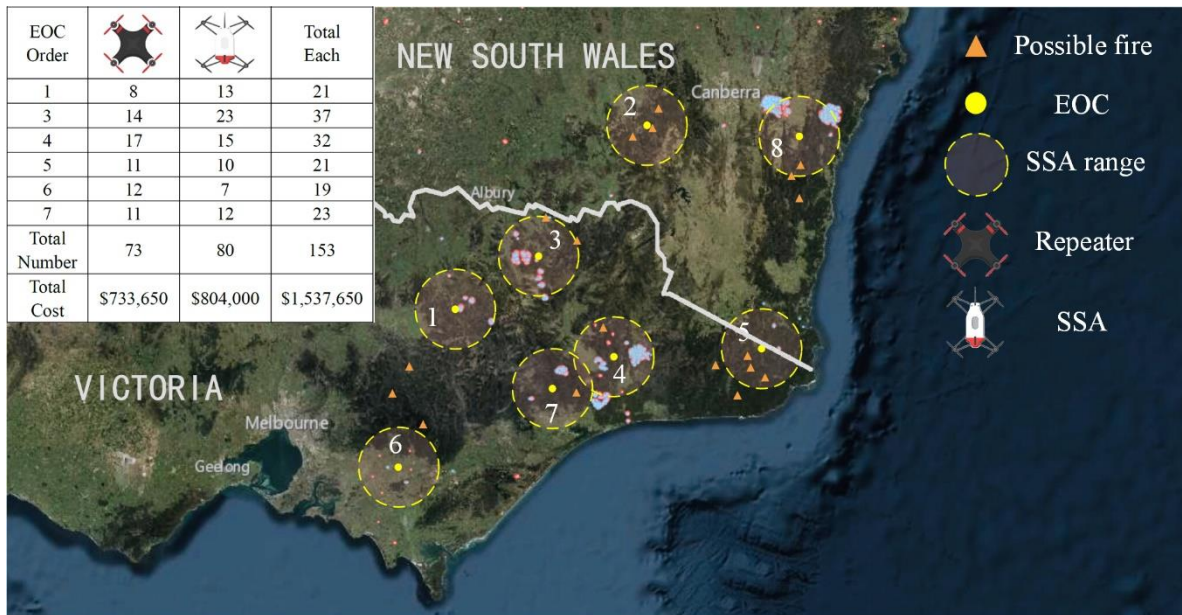 EOC Order Total Each
1 8 13 21
3 14 23 37
4 17 15 32
5 11 10 21
6 12 7 19
7 11 12 23
Total Number 73 80 153
Total Cost $733,650 $804,000 $1,537,650
NEW SOUTH WALES
Canberra
2
8
Albury
3
1
5
4
7
VICTORIA
Melbourne
Geelong
6
Possible fire
EOC
SSA range
Repeater
SSA